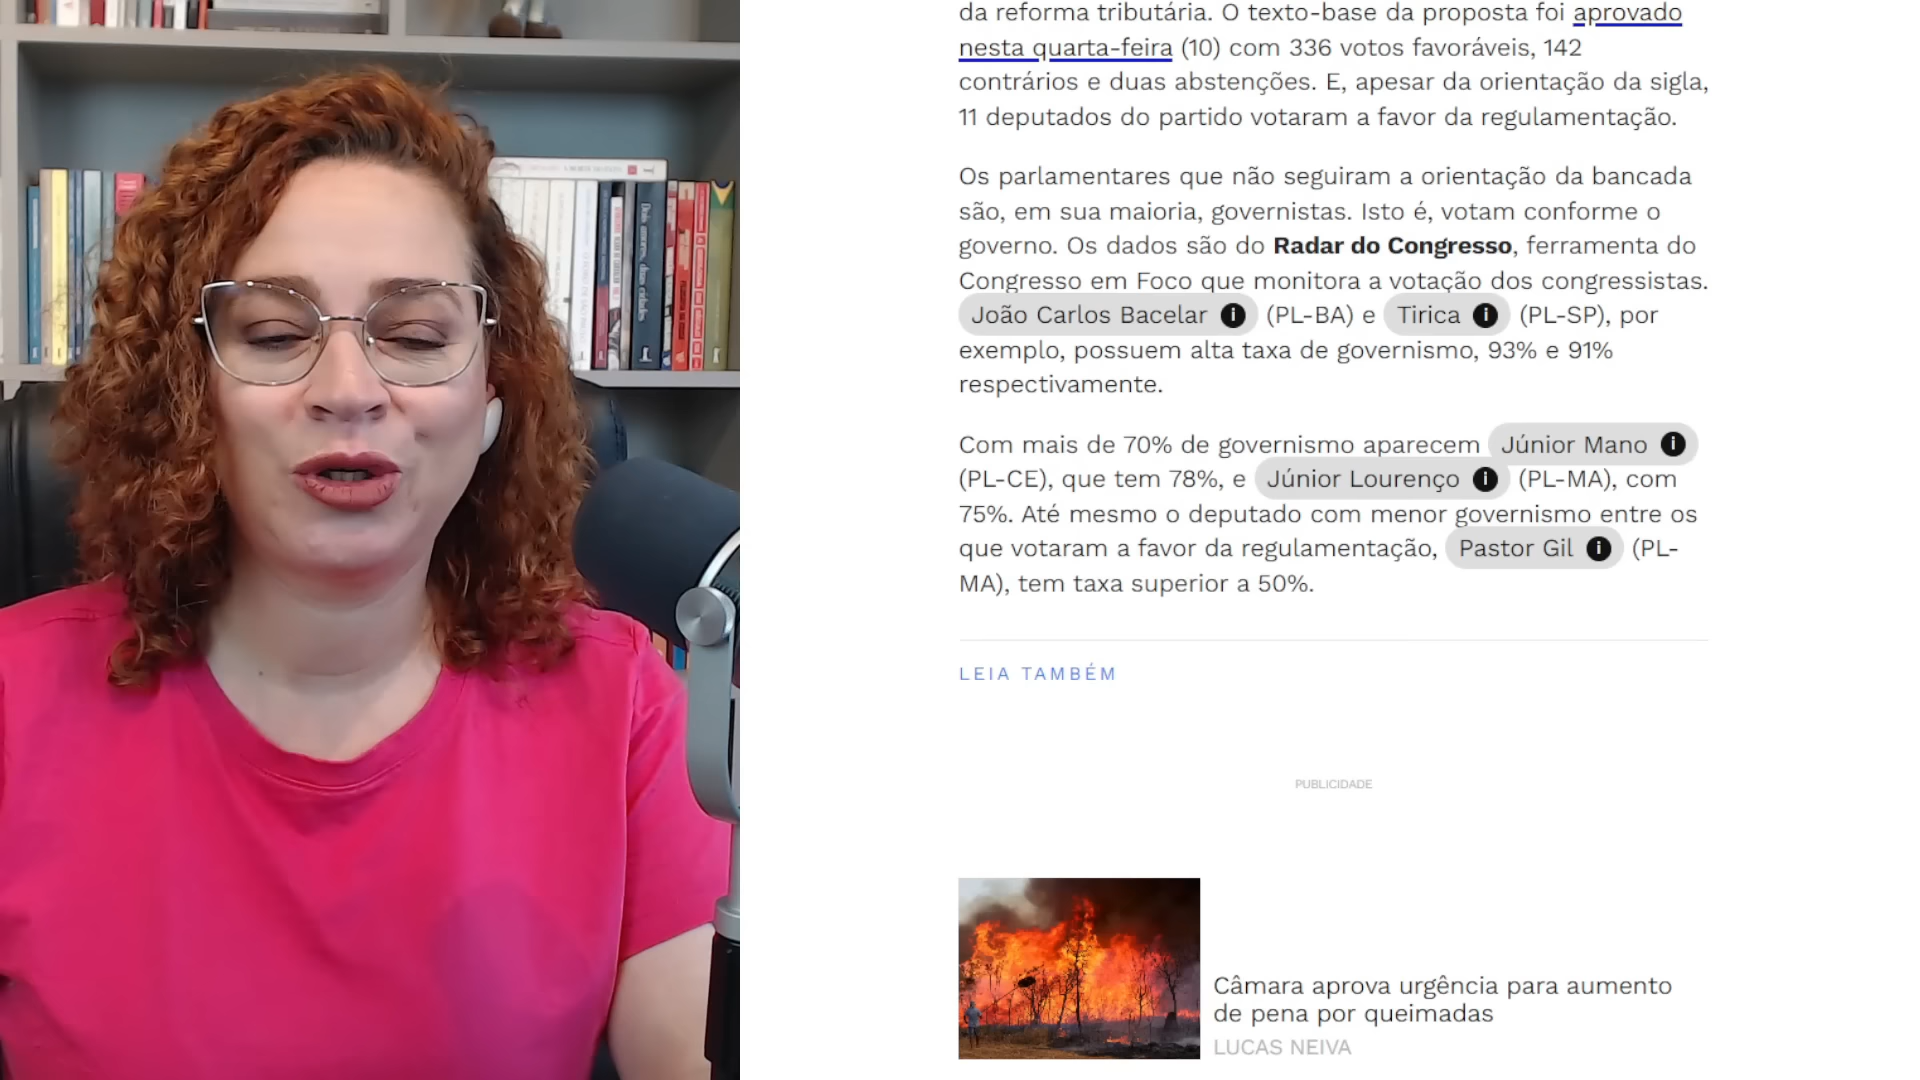 da reforma tributária. O texto-base da proposta foi aprovado
nesta quarta-feira (10) com 336 votos favoráveis, 142
contrários e duas abstenções. E, apesar da orientação da sigla,
11 deputados do partido votaram a favor da regulamentação.
Os parlamentares que não seguiram a orientação da bancada
são, em sua maioria, governistas. Isto é, votam conforme o
governo. Os dados são do Radar do Congresso, ferramenta do
Congresso em Foco que monitora a votação dos congressistas.
João Carlos Bacelar i (PL-BA) e Tirica i (PL-SP), por
exemplo, possuem alta taxa de governismo, 93% e 91%
respectivamente.
Com mais de 70% de governismo aparecem Júnior Mano i
(PL-CE), que tem 78%, e Júnior Lourenço i (PL-MA), com
75%. Até mesmo o deputado com menor governismo entre os
que votaram a favor da regulamentação, Pastor Gil i (PL-
MA), tem taxa superior a 50%.
LEIA TAMBÉM
PUBLICIDADE
Câmara aprova urgência para aumento
de pena por queimadas
LUCAS NEIVA